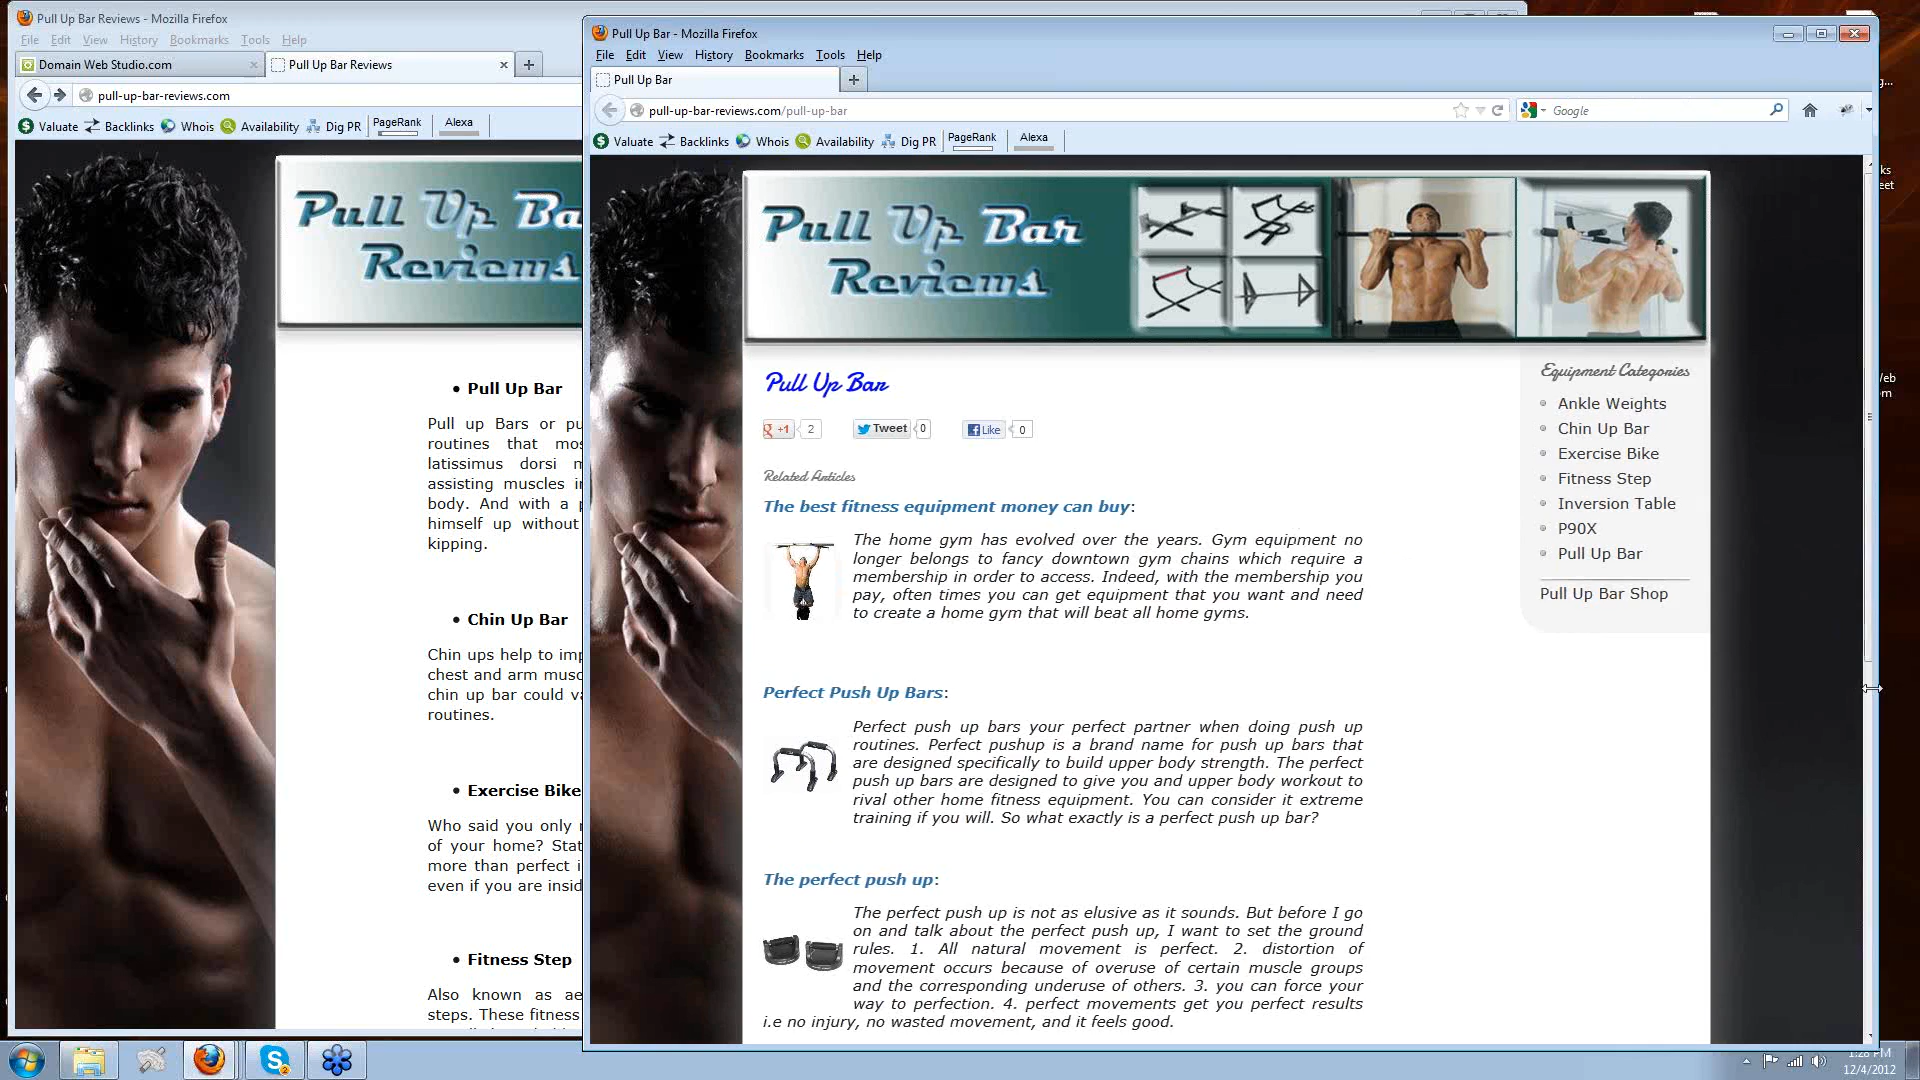 Pull Up Bar Reviews - Mozilla Firefox
File Edit View History Bookmarks Tools Help
Domain Web Studio.com
Pull Up Bar Reviews
pull-up-bar-reviews.com
Valuate Backlinks Whois Availability Dig PR PageRank Alexa
Pull Up Ba
Reviews
• Pull Up Bar
Pull up Bars or pu
routines that mos
latissimus dorsi m
assisting muscles in
body. And with a p
himself up without
kipping.
• Chin Up Bar
Chin ups help to imp
chest and arm musc
chin up bar could va
routines.
• Exercise Bike
Who said you only n
of your home? Stat
more than perfect i
even if you are insid
• Fitness Step
Also known as ae
steps. These fitness
Pull Up Bar - Mozilla Firefox
File Edit View History Bookmarks Tools Help
Pull Up Bar
pull-up-bar-reviews.com/pull-up-bar
Google
Valuate Backlinks Whois Availability Dig PR PageRank Alexa
Pull Up Bar
Reviews
Pull Up Bar
+1 2 Tweet 0 Like 0
Related Articles
The best fitness equipment money can buy:
The home gym has evolved over the years. Gym equipment no
longer belongs to fancy downtown gym chains which require a
membership in order to access. Indeed, with the membership you
pay, often times you can get equipment that you want and need
to create a home gym that will beat all home gyms.
Perfect Push Up Bars:
Perfect push up bars your perfect partner when doing push up
routines. Perfect pushup is a brand name for push up bars that
are designed specifically to build upper body strength. The perfect
push up bars are designed to give you and upper body workout to
rival other home fitness equipment. You can consider it extreme
training if you will. So what exactly is a perfect push up bar?
The perfect push up:
The perfect push up is not as elusive as it sounds. But before I go
on and talk about the perfect push up, I want to set the ground
rules. 1. All natural movement is perfect. 2. distortion of
movement occurs because of overuse of certain muscle groups
and the corresponding underuse of others. 3. you can force your
way to perfection. 4. perfect movements get you perfect results
i.e no injury, no wasted movement, and it feels good.
Equipment Categories
Ankle Weights
Chin Up Bar
Exercise Bike
Fitness Step
Inversion Table
P90X
Pull Up Bar
Pull Up Bar Shop
g...
ks
eet
Veb
om
1:28 PM
12/4/2012